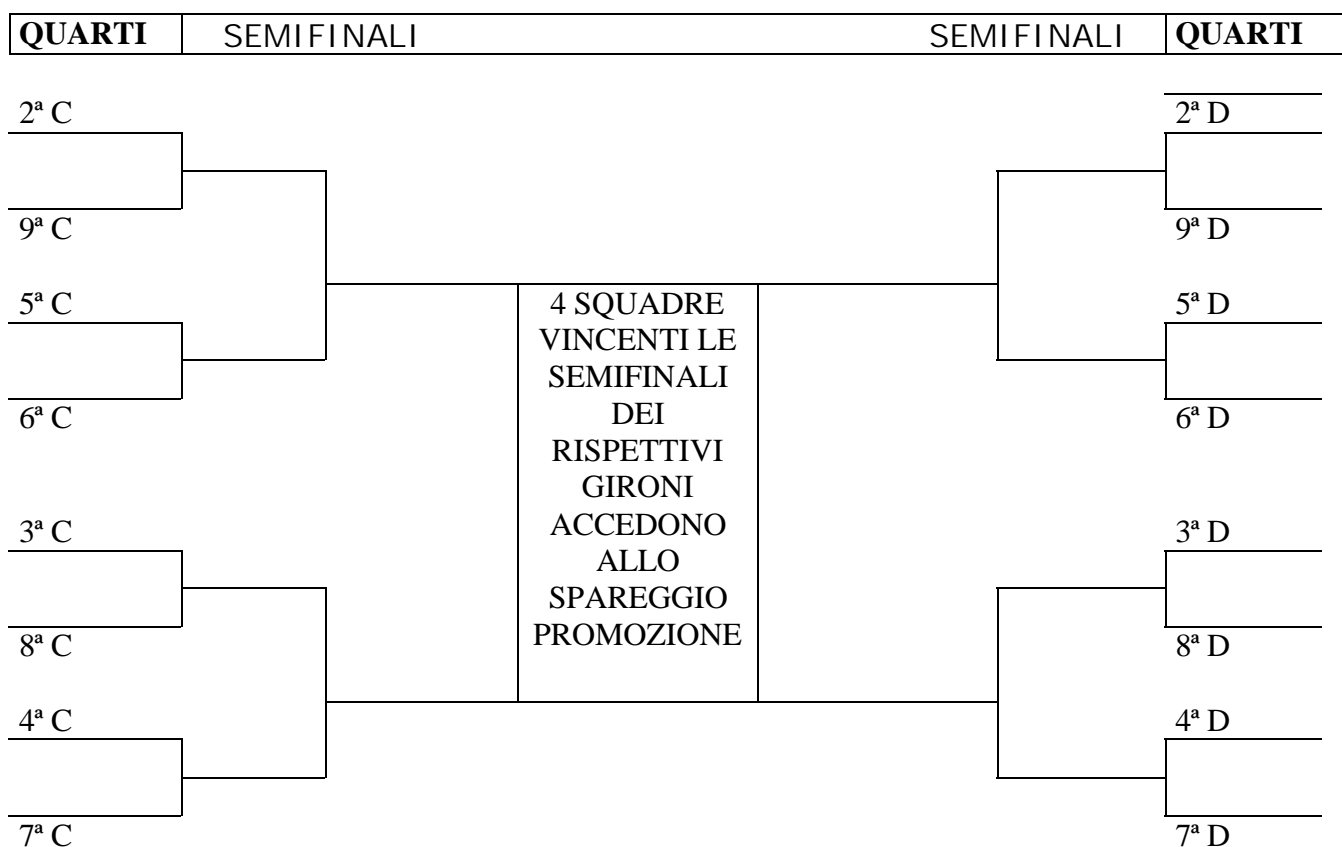 QUARTI SEMIFINALI SEMIFINALI QUARTI
2ª C 2ª D
9ª C 9ª D
5ª C 5ª D
6ª C 6ª D
3ª C 3ª D
8ª C 8ª D
4ª C 4ª D
7ª C 7ª D
4 SQUADRE
VINCENTI LE
SEMIFINALI
DEI
RISPETTIVI
GIRONI
ACCEDONO
ALLO
SPAREGGIO
PROMOZIONE